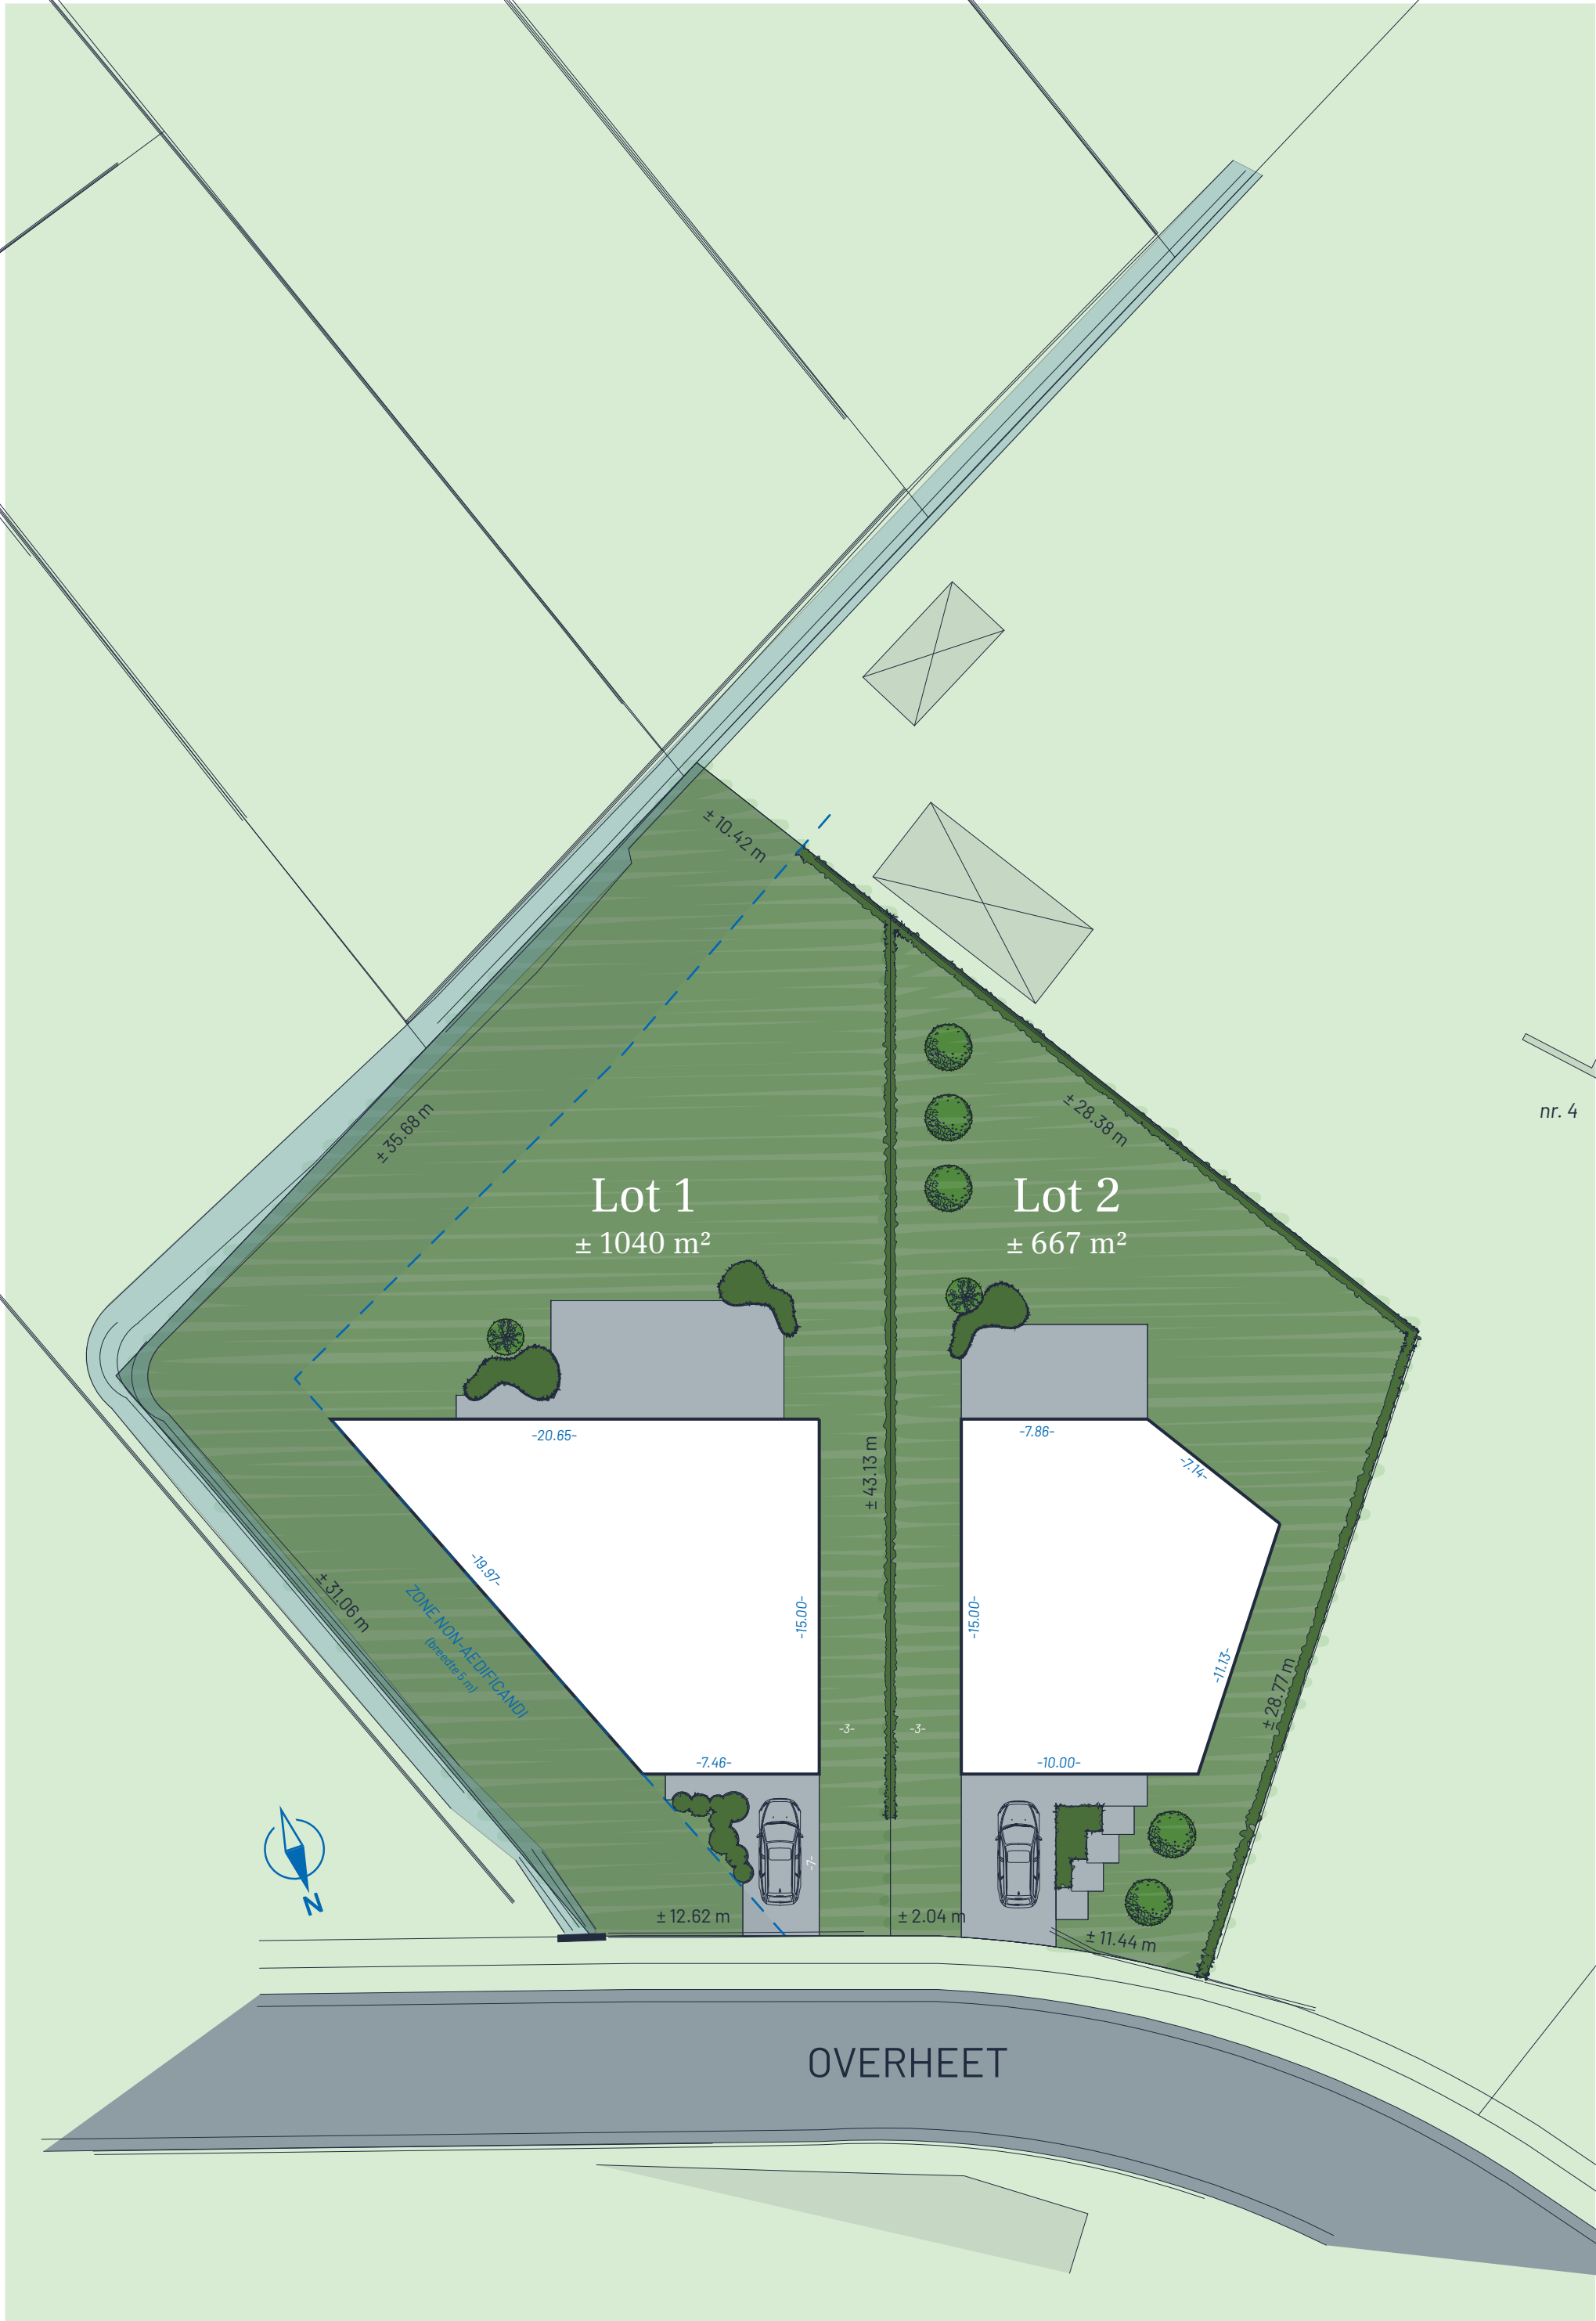 ± 10.42 m
± 28.38 m
nr. 4
± 35.68 m
Lot 1
± 1040 m²
Lot 2
± 667 m²
-20.65-
-7.86-
-7.14-
± 43.13 m
-19.97-
± 31.06 m
ZONE NON-AEDIFICANDI
(breedte 5 m)
-15.00-
-15.00-
-11.13-
± 28.77 m
-3-
-3-
-7.46-
-10.00-
-7-
N
± 12.62 m
± 2.04 m
± 11.44 m
OVERHEET